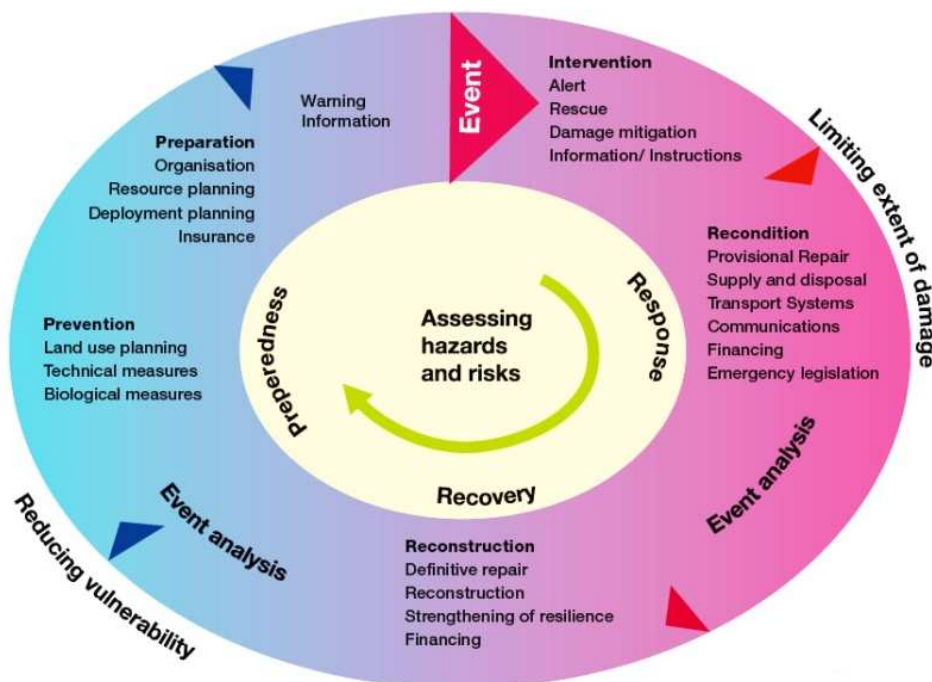 Event
Intervention
Alert
Rescue
Damage mitigation
Information/ Instructions
Limiting extent of damage
Recondition
Provisional Repair
Supply and disposal
Transport Systems
Communications
Financing
Emergency legislation
Event analysis
Reconstruction
Definitive repair
Reconstruction
Strengthening of resilience
Financing
Event analysis
Reducing vulnerability
Prevention
Land use planning
Technical measures
Biological measures
Preparation
Organisation
Resource planning
Deployment planning
Insurance
Warning
Information
Response
Recovery
Preperedness
Assessing
hazards
and risks